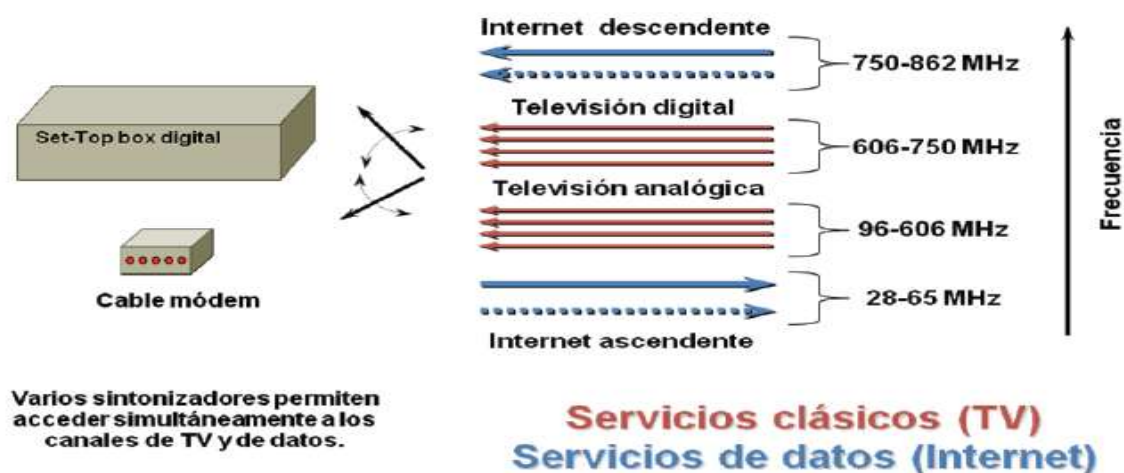 Internet descendente
750-862 MHz
Set-Top box digital
Televisión digital
606-750 MHz
Televisión analógica
96-606 MHz
Cable módem
28-65 MHz
Internet ascendente
Frecuencia
Varios sintonizadores permiten
acceder simultáneamente a los
canales de TV y de datos.
Servicios clásicos (TV)
Servicios de datos (Internet)